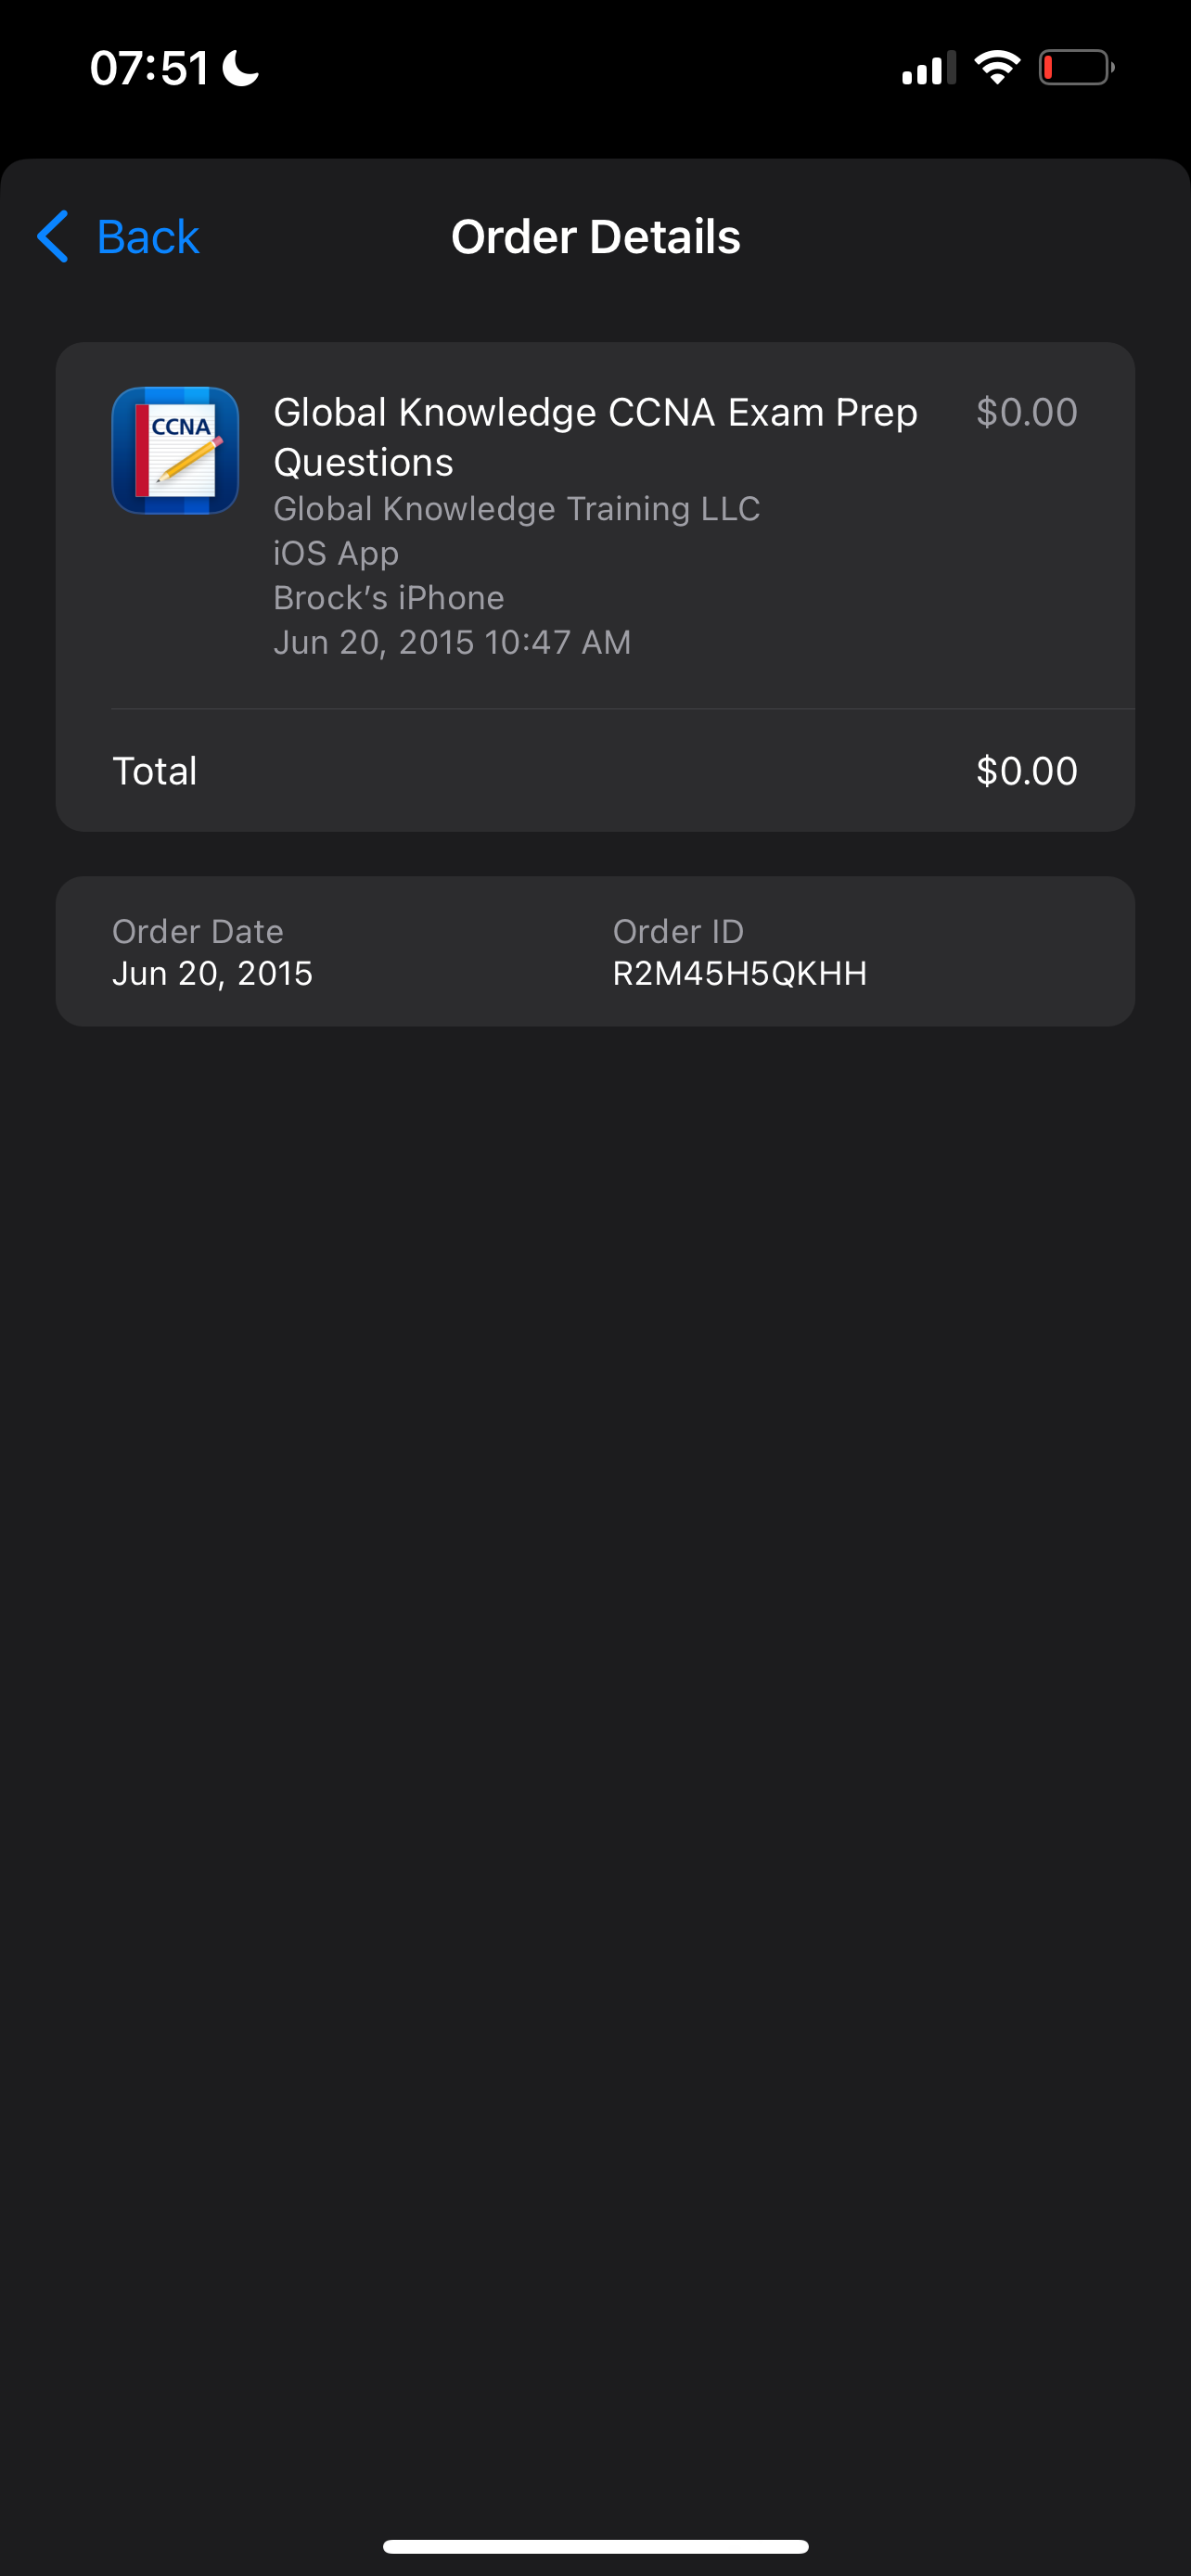 07:51
Back
Order Details
CCNA
Global Knowledge CCNA Exam Prep
Questions
$0.00
Global Knowledge Training LLC
iOS App
Brock’s iPhone
Jun 20, 2015 10:47 AM
Total
$0.00
Order Date
Jun 20, 2015
Order ID
R2M45H5QKHH